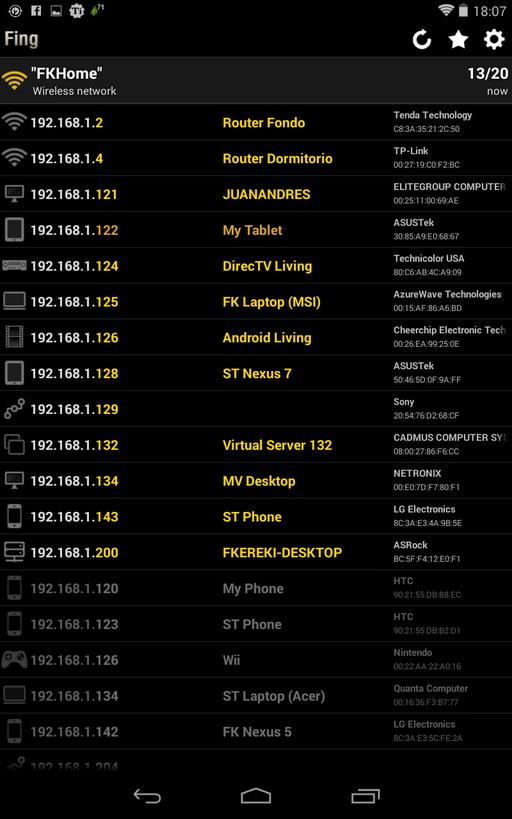 71
18:07
Fing
"FKHome" 13/20
Wireless network now
192.168.1.2 Router Fondo Tenda Technology
C8:3A:35:21:2C:50
192.168.1.4 Router Dormitorio TP-Link
00:27:19:C0:F2:BC
192.168.1.121 JUANANDRES ELITEGROUP COMPUTER
00:25:11:00:69:AE
192.168.1.122 My Tablet ASUSTek
30:85:A9:E0:68:67
192.168.1.124 DirecTV Living Technicolor USA
80:C6:AB:4C:A9:09
192.168.1.125 FK Laptop (MSI) AzureWave Technologies
00:15:AF:86:A6:BD
192.168.1.126 Android Living Cheerchip Electronic Tech
00:26:EA:99:25:0E
192.168.1.128 ST Nexus 7 ASUSTek
50:46:5D:0F:9A:FF
192.168.1.129 Sony
20:54:76:D2:68:CF
192.168.1.132 Virtual Server 132 CADMUS COMPUTER SYS
08:00:27:86:F6:CC
192.168.1.134 MV Desktop NETRONIX
00:E0:7D:F7:80:F1
192.168.1.143 ST Phone LG Electronics
8C:3A:E3:4A:9B:5E
192.168.1.200 FKEREKI-DESKTOP ASRock
BC:5F:F4:12:E0:F1
192.168.1.120 My Phone HTC
90:21:55:DB:B8:EC
192.168.1.123 ST Phone HTC
90:21:55:DB:B2:D1
192.168.1.126 Wii Nintendo
00:22:AA:22:A0:16
192.168.1.134 ST Laptop (Acer) Quanta Computer
00:16:36:F3:B7:77
192.168.1.142 FK Nexus 5 LG Electronics
8C:3A:E3:5C:FE:2A
192.168.1.204